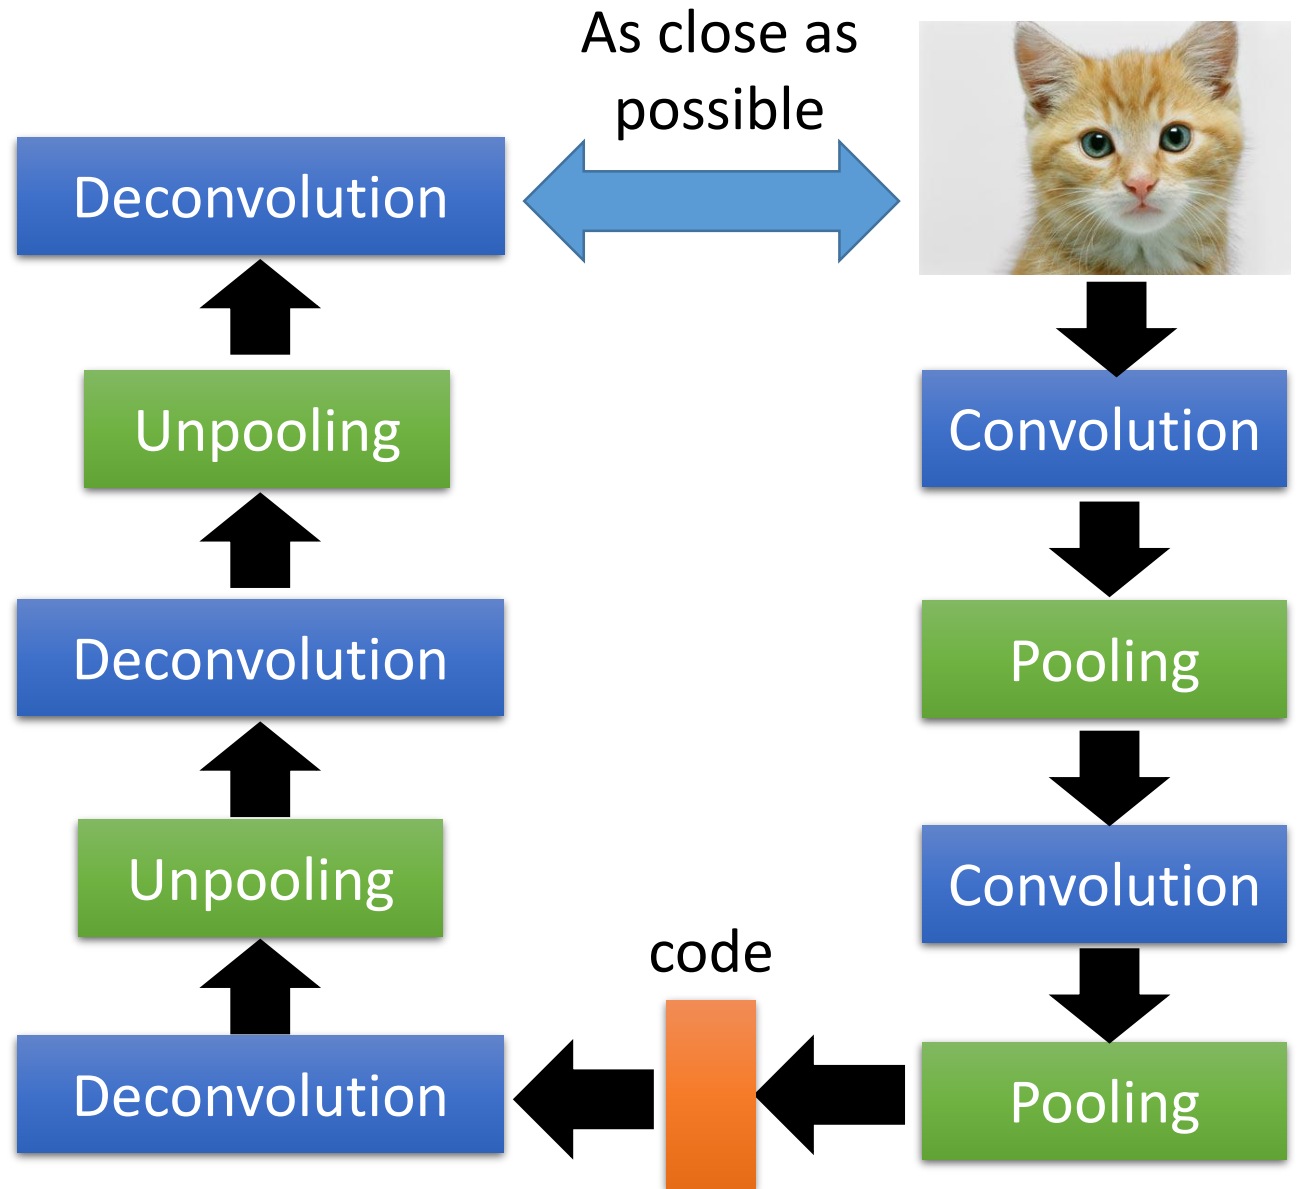 As close as
possible
Deconvolution
Unpooling
Convolution
Deconvolution
Pooling
Unpooling
Convolution
code
Deconvolution
Pooling